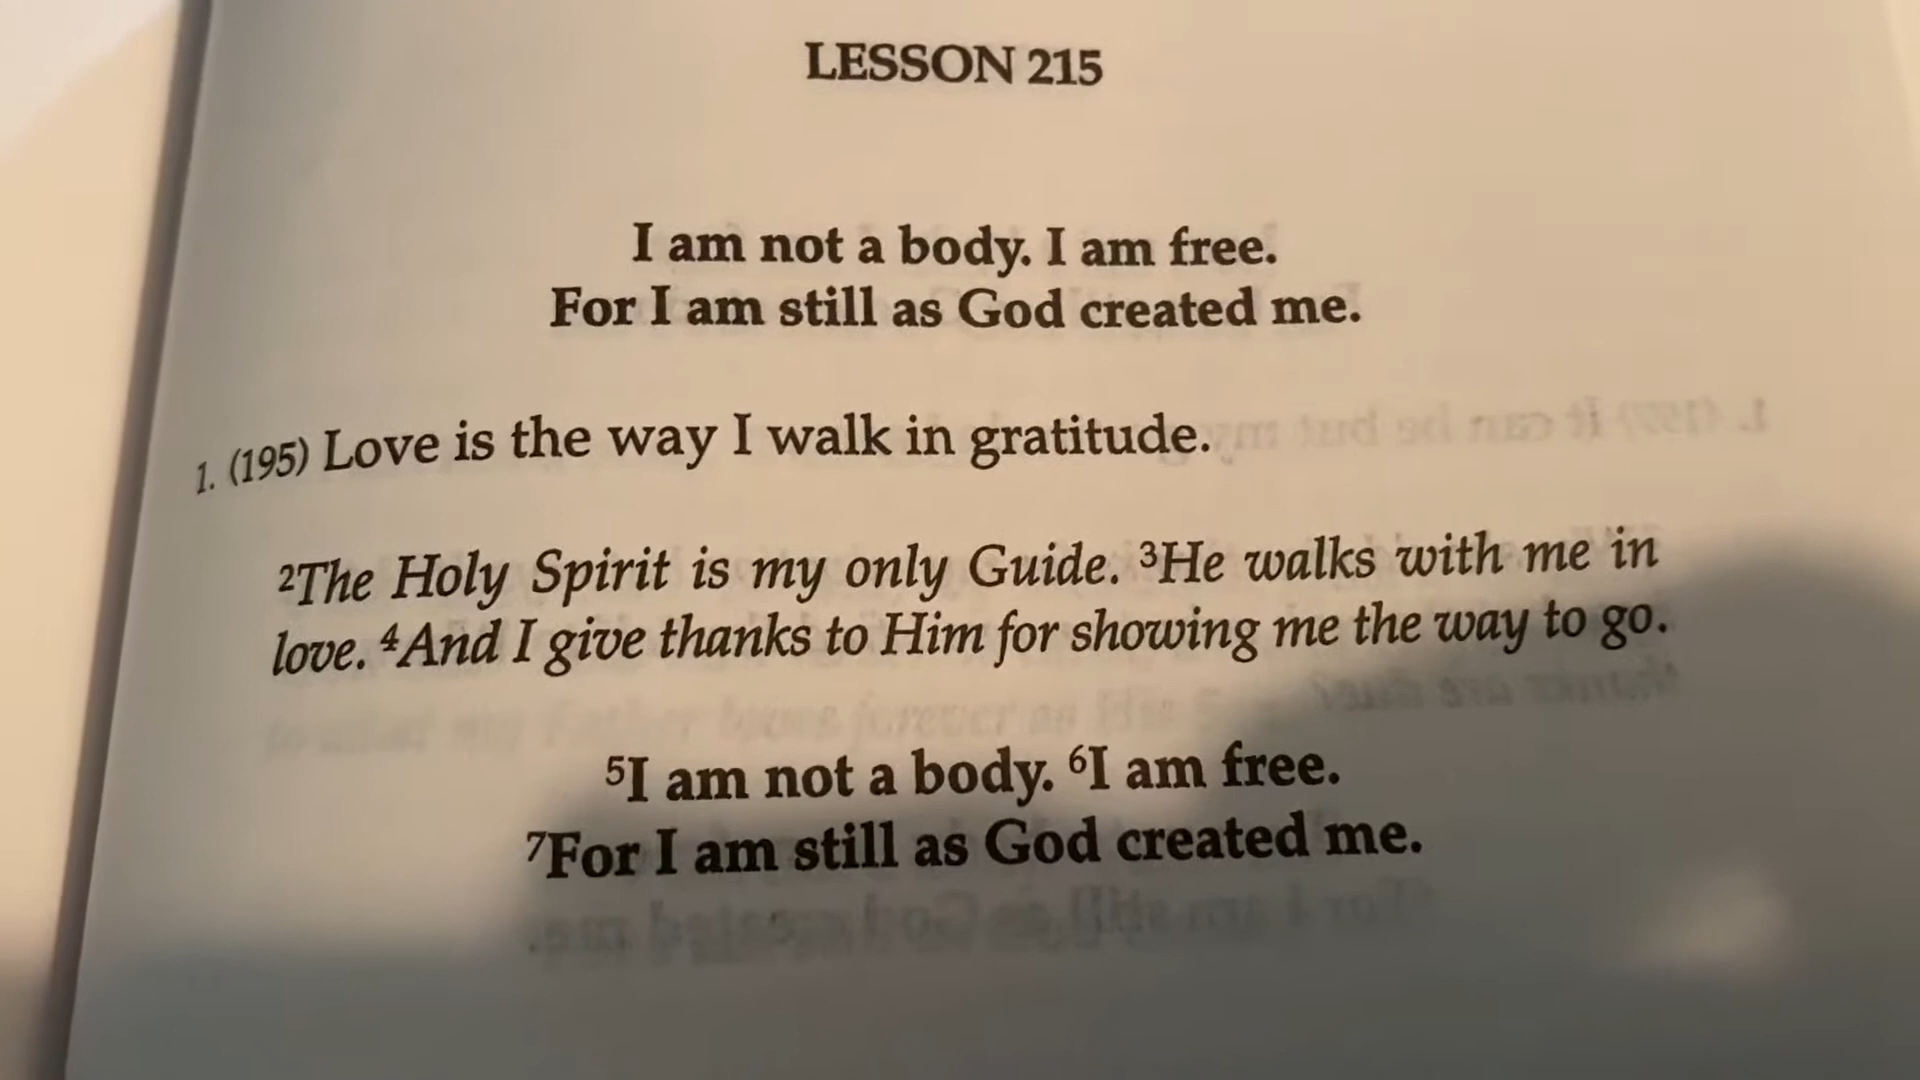 LESSON 215
I am not a body. I am free.
For I am still as God created me.
1. (195) Love is the way I walk in gratitude.
2The Holy Spirit is my only Guide. 3He walks with me in
love. 4And I give thanks to Him for showing me the way to go.
5I am not a body. 6I am free.
7For I am still as God created me.